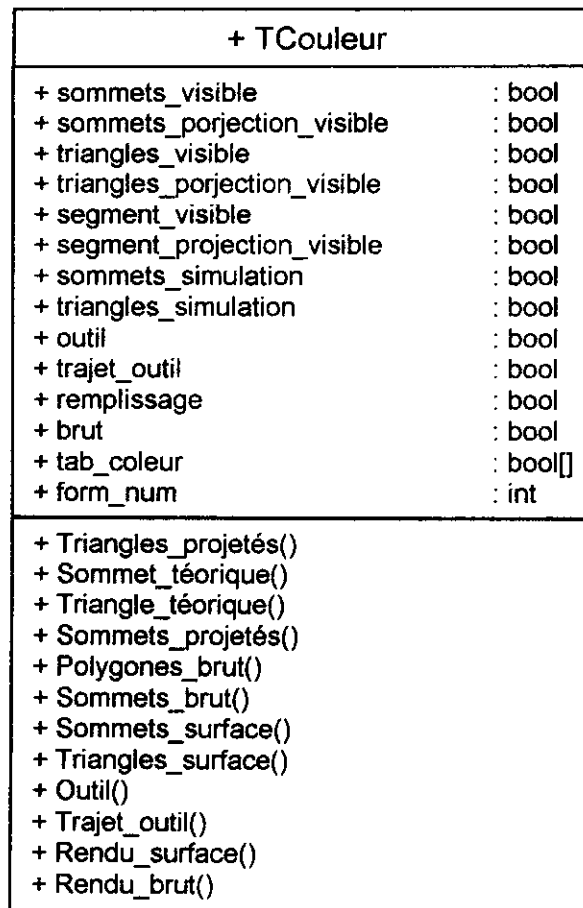 + TCouleur
+ sommets_visible : bool
+ sommets_porjection_visible : bool
+ triangles_visible : bool
+ triangles_porjection_visible : bool
+ segment_visible : bool
+ segment_projection_visible : bool
+ sommets_simulation : bool
+ triangles_simulation : bool
+ outil : bool
+ trajet_outil : bool
+ remplissage : bool
+ brut : bool
+ tab_coleur : bool[]
+ form_num : int
+ Triangles_projetés()
+ Sommet_téorique()
+ Triangle_téorique()
+ Sommets_projetés()
+ Polygones_brut()
+ Sommets_brut()
+ Sommets_surface()
+ Triangles_surface()
+ Outil()
+ Trajet_outil()
+ Rendu_surface()
+ Rendu_brut()